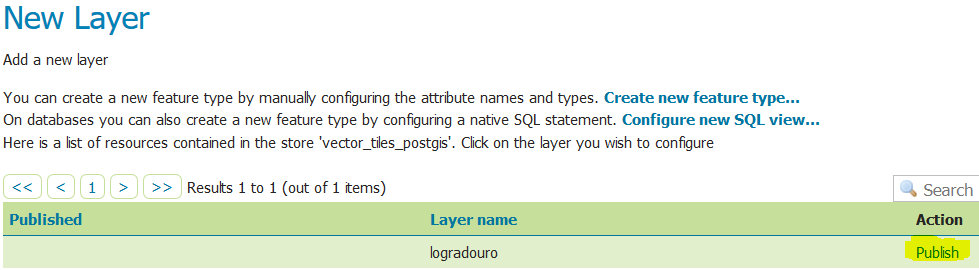 New Layer
Add a new layer
You can create a new feature type by manually configuring the attribute names and types. Create new feature type...
On databases you can also create a new feature type by configuring a native SQL statement. Configure new SQL view...
Here is a list of resources contained in the store 'vector_tiles_postgis'. Click on the layer you wish to configure
<< < 1 > >> Results 1 to 1 (out of 1 items) Search
Published Layer name Action
logradouro Publish